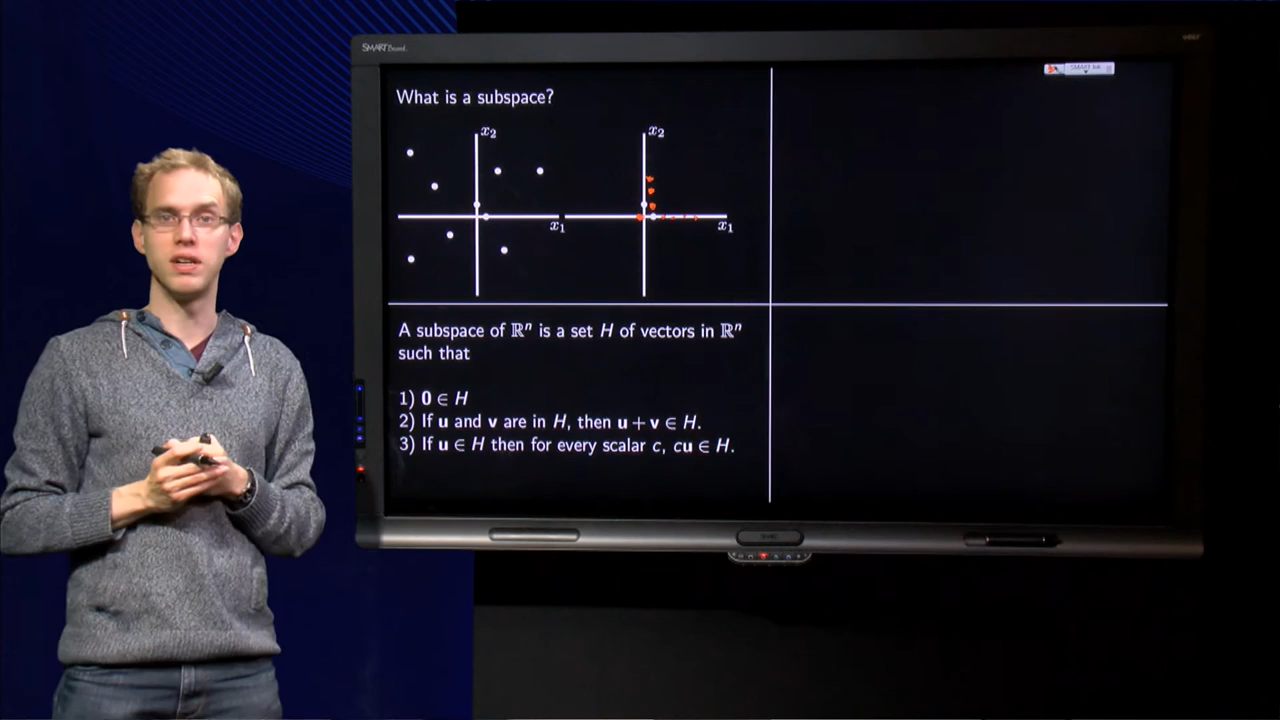 SMART Board
What is a subspace?
x₂
x₂
x₁
x₁
A subspace of ℝⁿ is a set H of vectors in ℝⁿ
such that
1) 0 ∈ H
2) If u and v are in H, then u + v ∈ H.
3) If u ∈ H then for every scalar c, cu ∈ H.